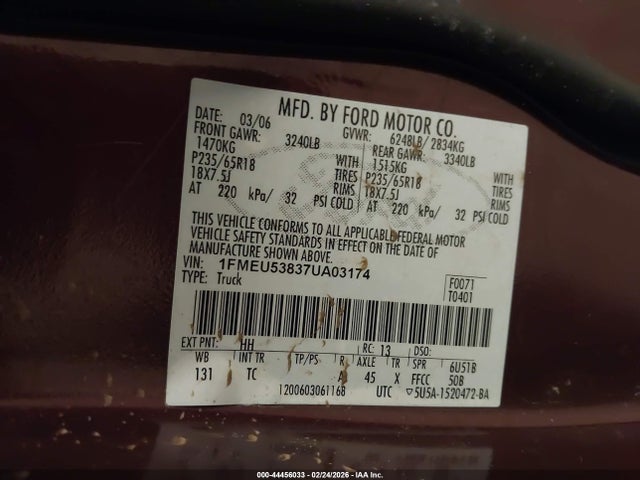 MFD. BY FORD MOTOR CO.
DATE: 03/06 GVWR: 6248LB/ 2834KG
FRONT GAWR: 3240LB REAR GAWR: 3340LB
1470KG WITH 1515KG WITH
P235/65R18 TIRES P235/65R18 TIRES
18X7.5J RIMS 18X7.5J RIMS
AT 220 kPa/ 32 PSI COLD AT 220 kPa/ 32 PSI COLD
THIS VEHICLE CONFORMS TO ALL APPLICABLE FEDERAL MOTOR
VEHICLE SAFETY STANDARDS IN EFFECT ON THE DATE OF
MANUFACTURE SHOWN ABOVE.
VIN: 1FMEU53837UA03174 F0071
TYPE: Truck T0401
EXT PNT: HH RC: 13 DSO:
WB INT TR TP/PS R AXLE TR SPR 6U51B
131 TC A 45 X FFCC 50B
1200603061168 UTC 5U5A-1520472-BA
000-44456033 - 02/24/2026 - IAA Inc.